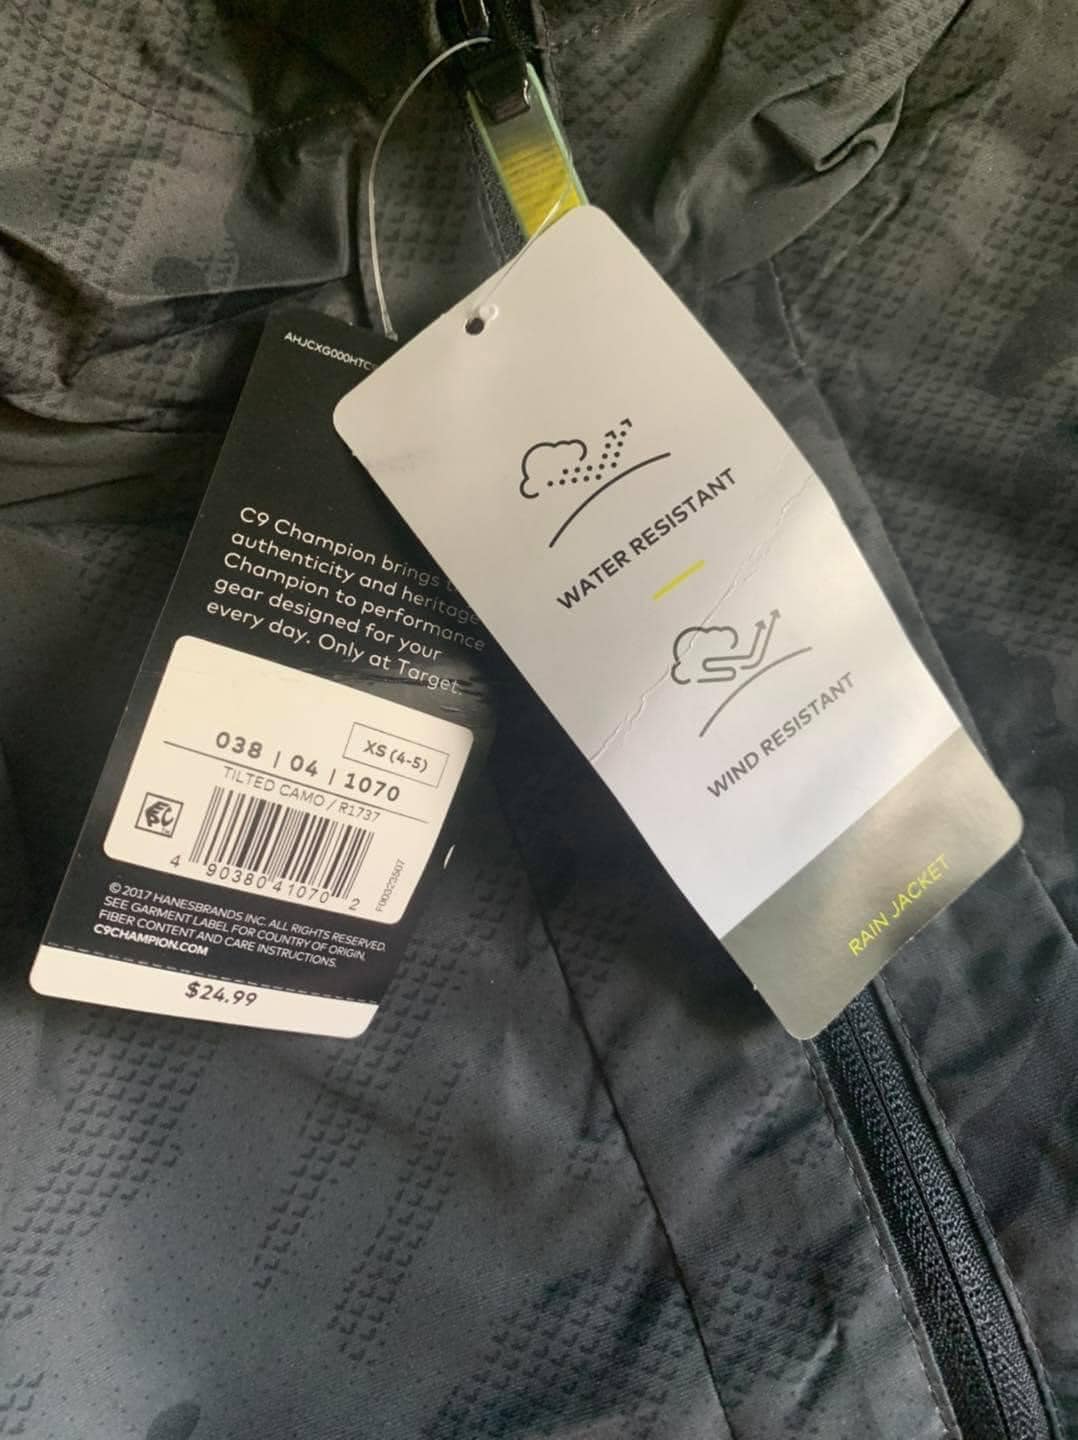 AHJCXG000HTC
C9 Champion brings
authenticity and heritage
Champion to performance
gear designed for your
every day. Only at Target.
XS (4-5)
038 | 04 | 1070
TILTED CAMO / R1737
4 90380 41070 2
F00323507
© 2017 HANESBRANDS INC. ALL RIGHTS RESERVED.
SEE GARMENT LABEL FOR COUNTRY OF ORIGIN,
FIBER CONTENT AND CARE INSTRUCTIONS.
C9CHAMPION.COM
$24.99
WATER RESISTANT
WIND RESISTANT
RAIN JACKET